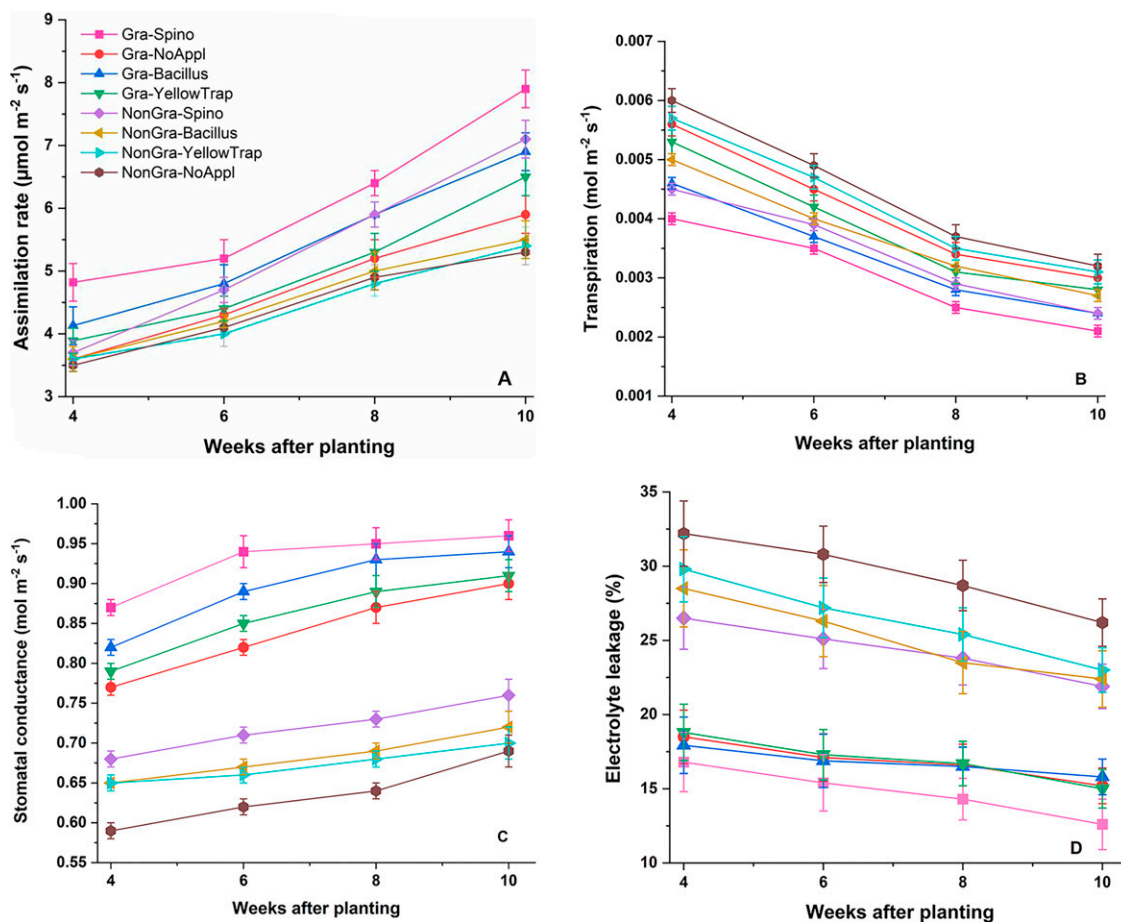 9
8
7
6
5
4
3
Assimilation rate (µmol m⁻² s⁻¹)
Gra-Spino
Gra-NoAppl
Gra-Bacillus
Gra-YellowTrap
NonGra-Spino
NonGra-Bacillus
NonGra-YellowTrap
NonGra-NoAppl
A
4 6 8 10
Weeks after planting
0.007
0.006
0.005
0.004
0.003
0.002
0.001
Transpiration (mol m⁻² s⁻¹)
B
4 6 8 10
Weeks after planting
1.00
0.95
0.90
0.85
0.80
0.75
0.70
0.65
0.60
0.55
Stomatal conductance (mol m⁻² s⁻¹)
C
4 6 8 10
Weeks after planting
35
30
25
20
15
10
Electrolyte leakage (%)
D
4 6 8 10
Weeks after planting